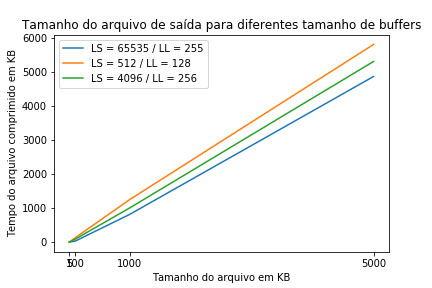 Tamanho do arquivo de saída para diferentes tamanho de buffers
LS = 65535 / LL = 255
LS = 512 / LL = 128
LS = 4096 / LL = 256
Tempo do arquivo comprimido em KB
6000
5000
4000
3000
2000
1000
0
5 100 1000 5000
Tamanho do arquivo em KB